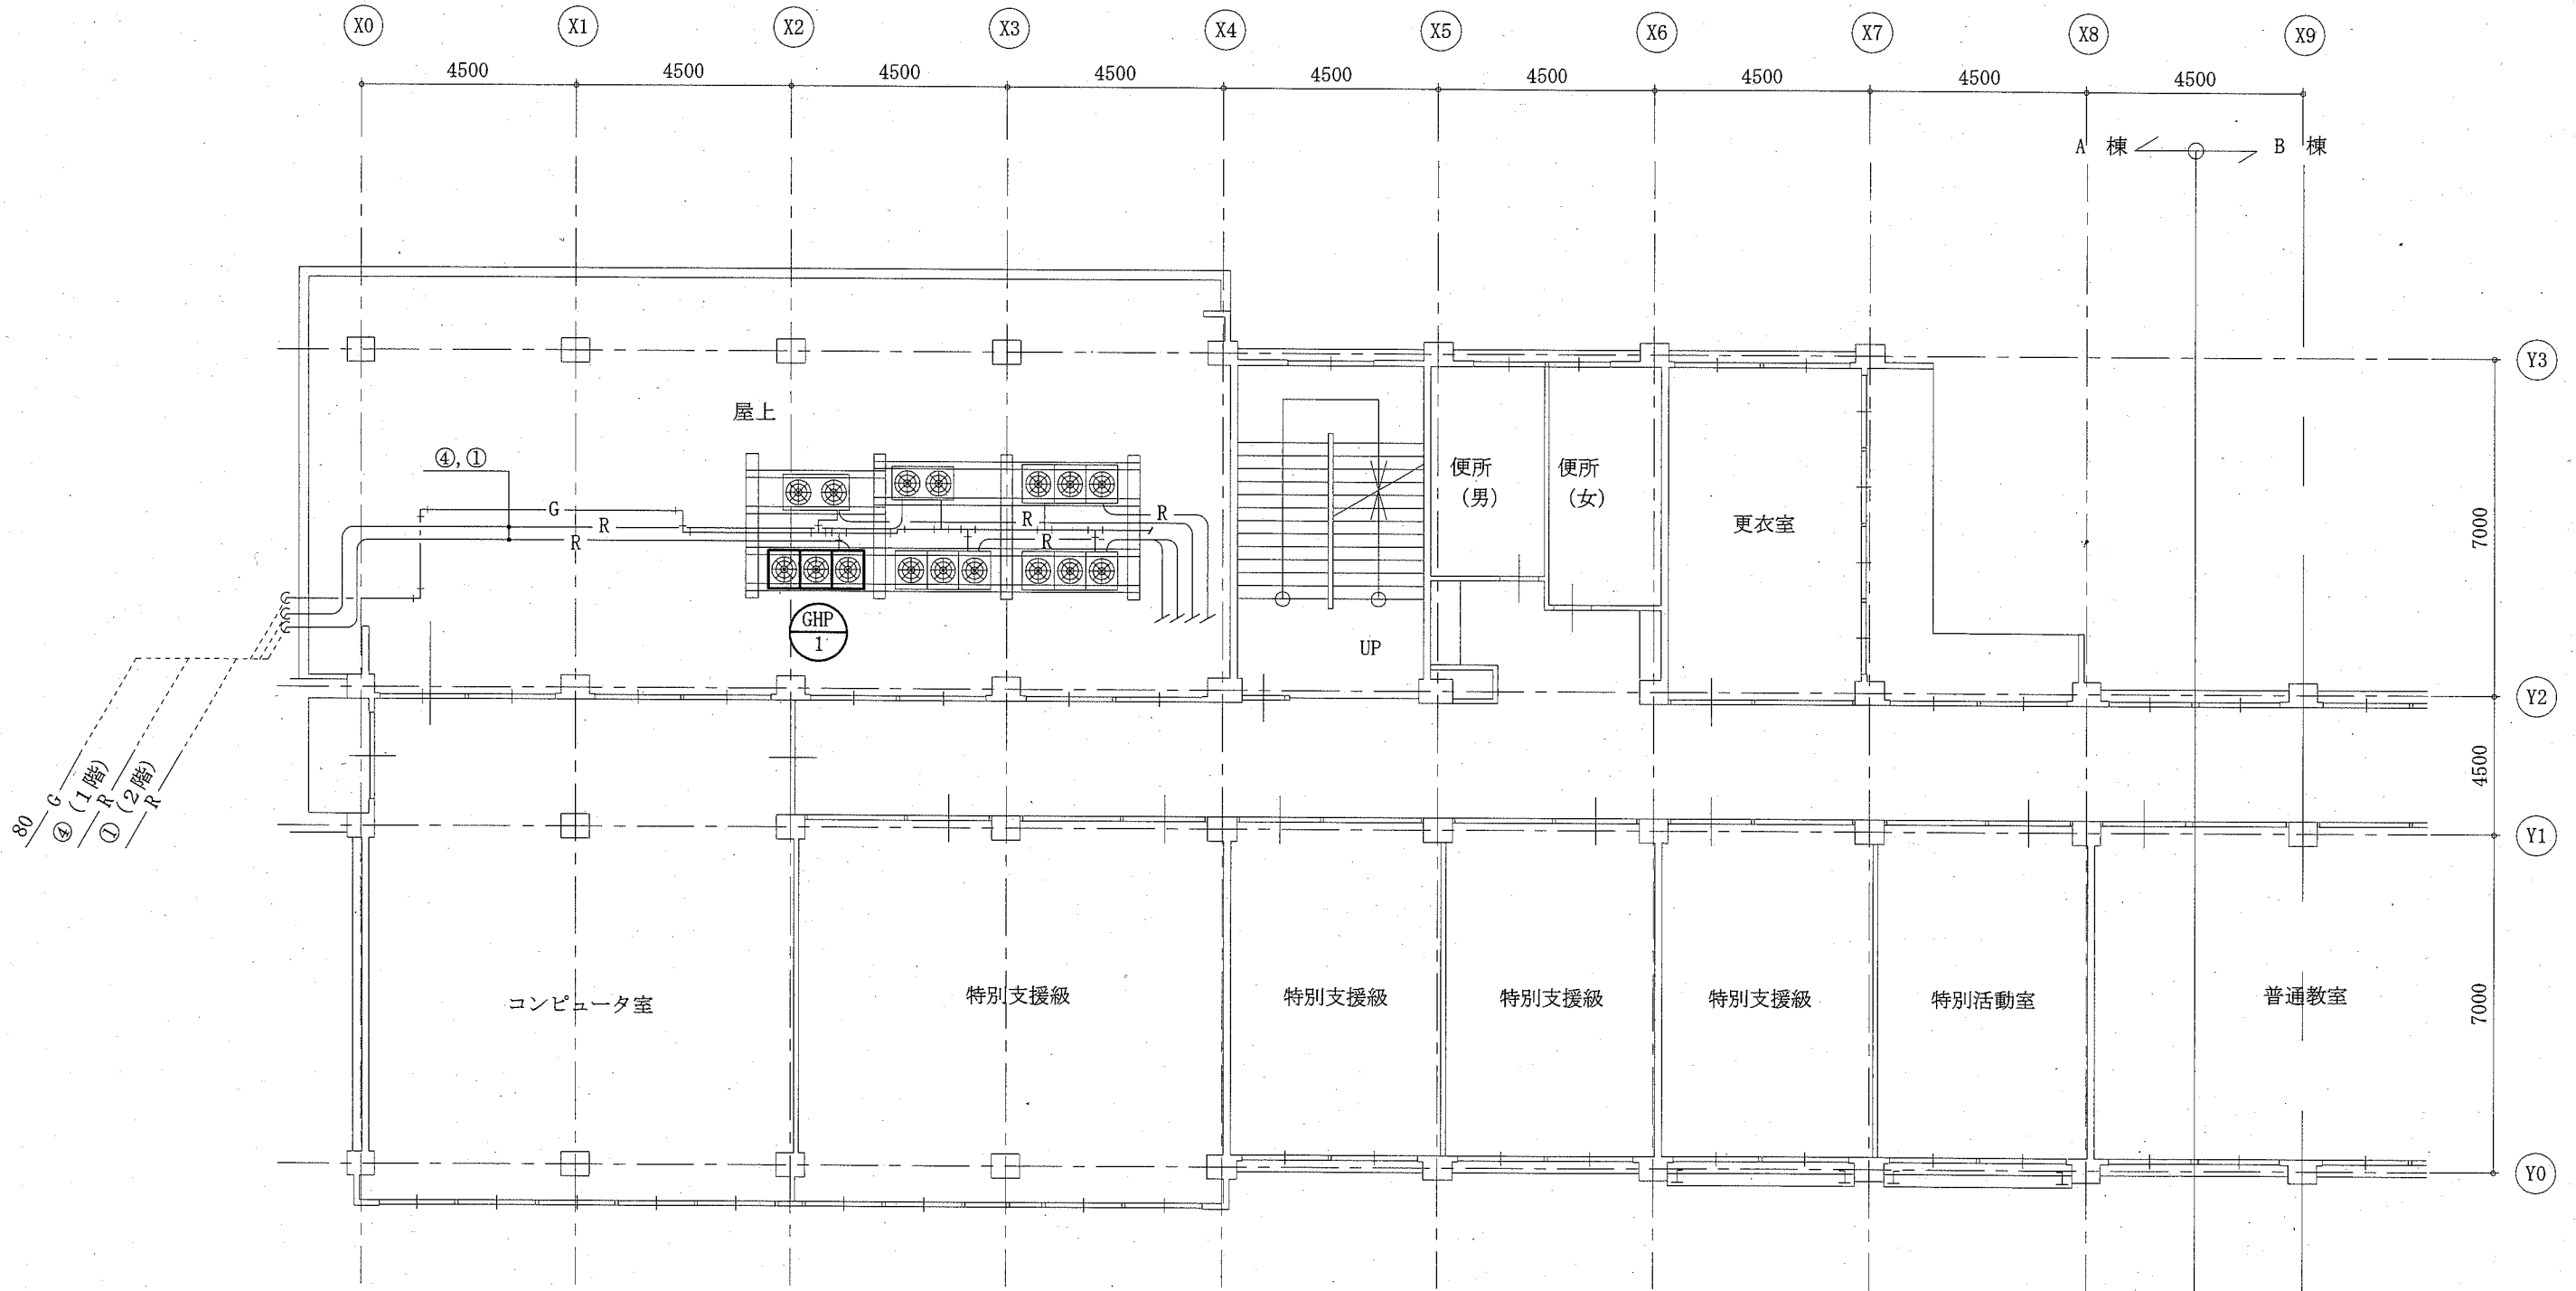 X0 X1 X2 X3 X4 X5 X6 X7 X8 X9
4500 4500 4500 4500 4500 4500 4500 4500 4500
A 棟 B 棟
Y3
屋上
④, ①
G
R
R
R
R
R
便所
(男)
便所
(女)
更衣室
7000
GHP
1
UP
Y2
80 G
④ (1階)
R
① (2階)
R
4500
Y1
コンピュータ室
特別支援級
特別支援級
特別支援級
特別支援級
特別活動室
普通教室
7000
Y0